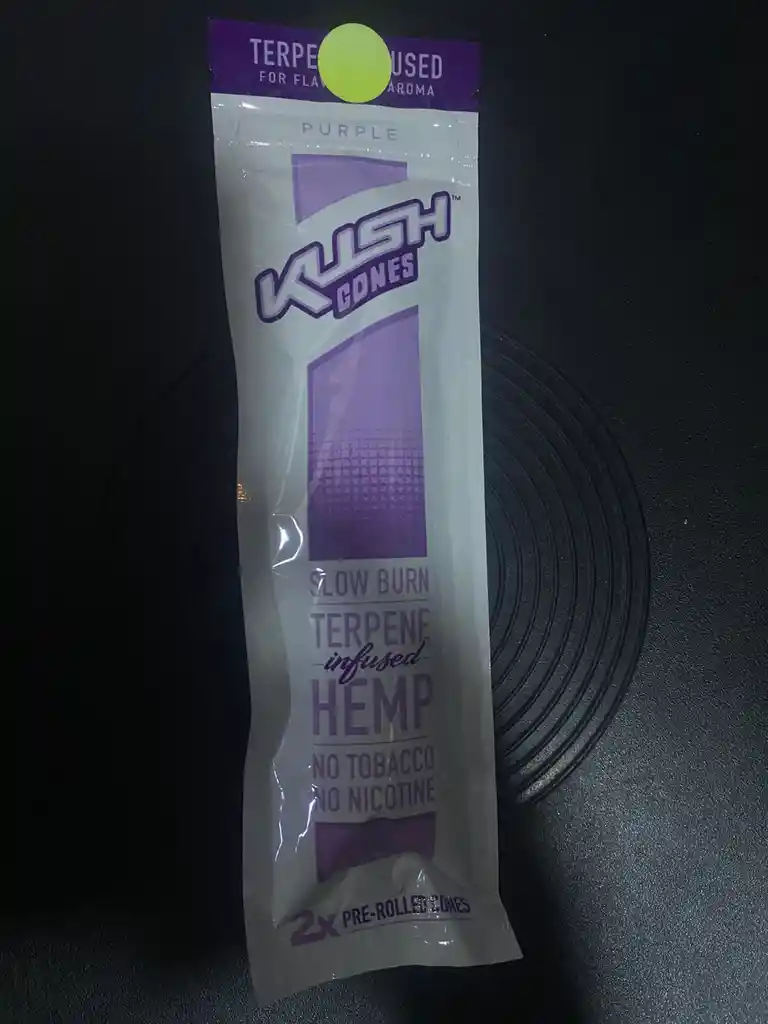 TERPE USED
FOR FLA AROMA
PURPLE
KUSH™
CONES
SLOW BURN
TERPENE
infused
HEMP
NO TOBACCO
NO NICOTINE
2x PRE-ROLLED CONES